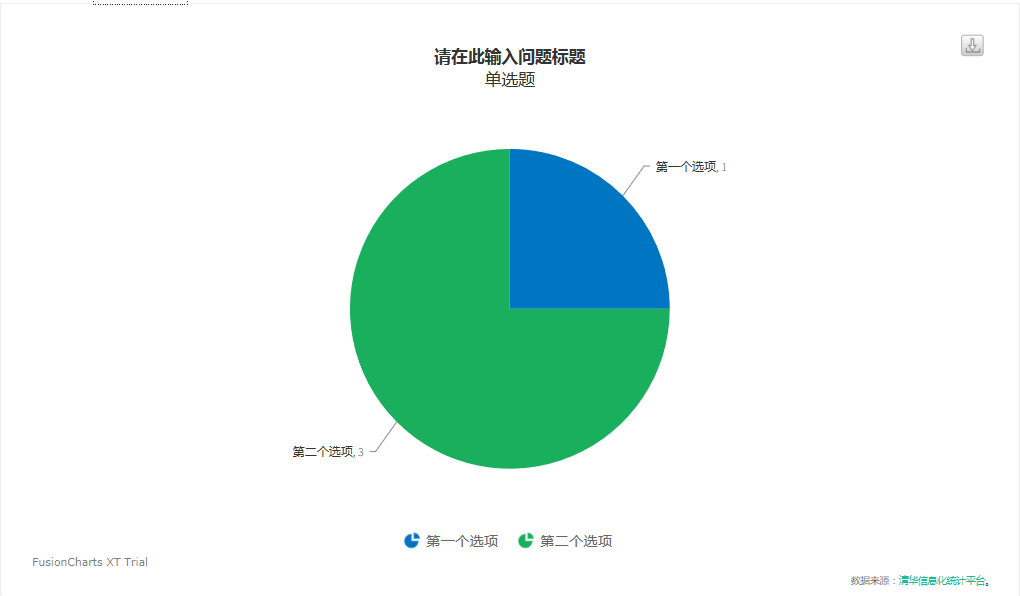 请在此输入问题标题
单选题
第一个选项, 1
第二个选项, 3
第一个选项 第二个选项
FusionCharts XT Trial
数据来源：清华信息化统计平台。